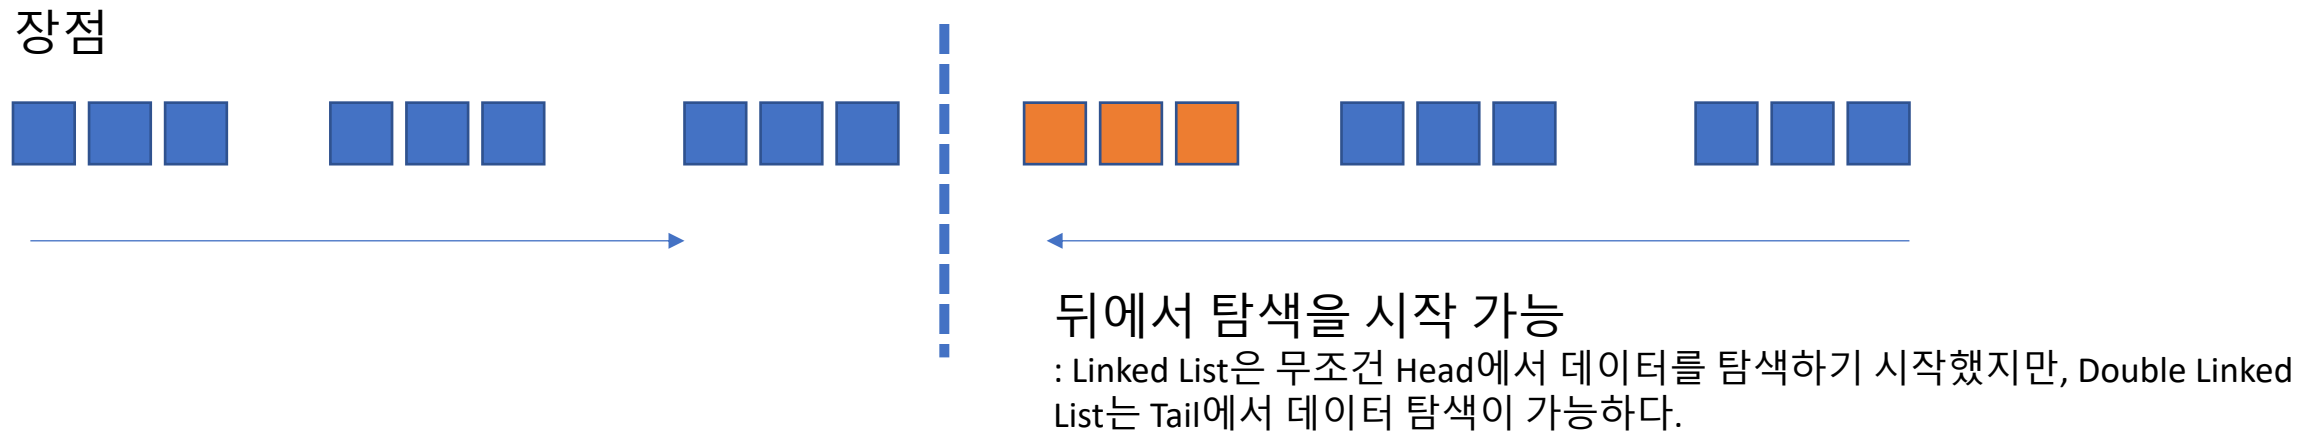 장점
뒤에서 탐색을 시작 가능
: Linked List은 무조건 Head에서 데이터를 탐색하기 시작했지만, Double Linked
List는 Tail에서 데이터 탐색이 가능하다.